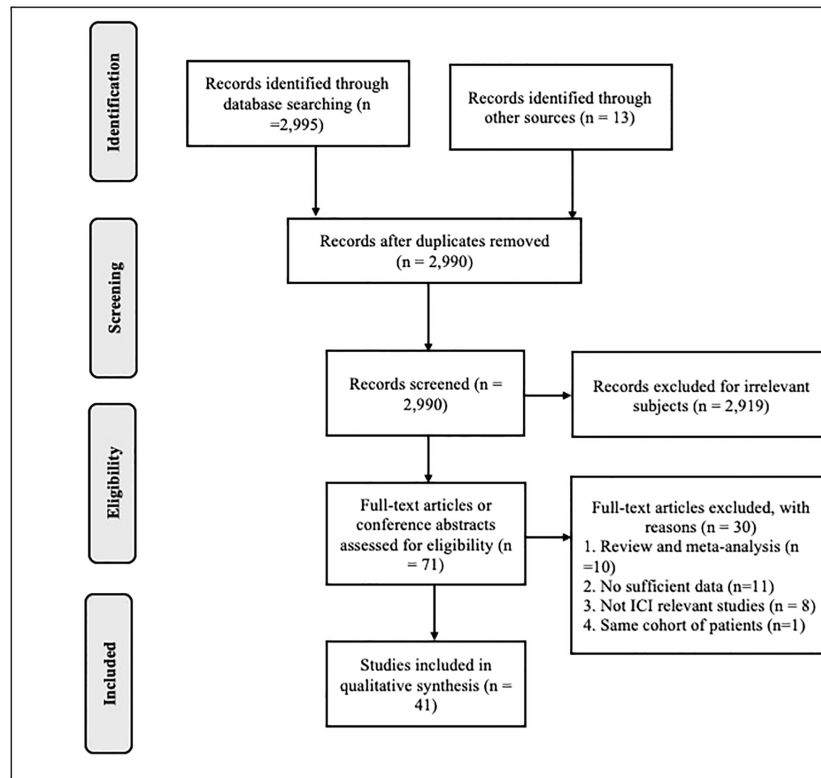 Identification
Records identified through
database searching (n
=2,995)
Records identified through
other sources (n = 13)
Screening
Records after duplicates removed
(n = 2,990)
Records screened (n =
2,990)
Records excluded for irrelevant
subjects (n = 2,919)
Eligibility
Full-text articles or
conference abstracts
assessed for eligibility (n
= 71)
Full-text articles excluded, with
reasons (n = 30)
1. Review and meta-analysis (n
=10)
2. No sufficient data (n=11)
3. Not ICI relevant studies (n = 8)
4. Same cohort of patients (n=1)
Included
Studies included in
qualitative synthesis (n =
41)